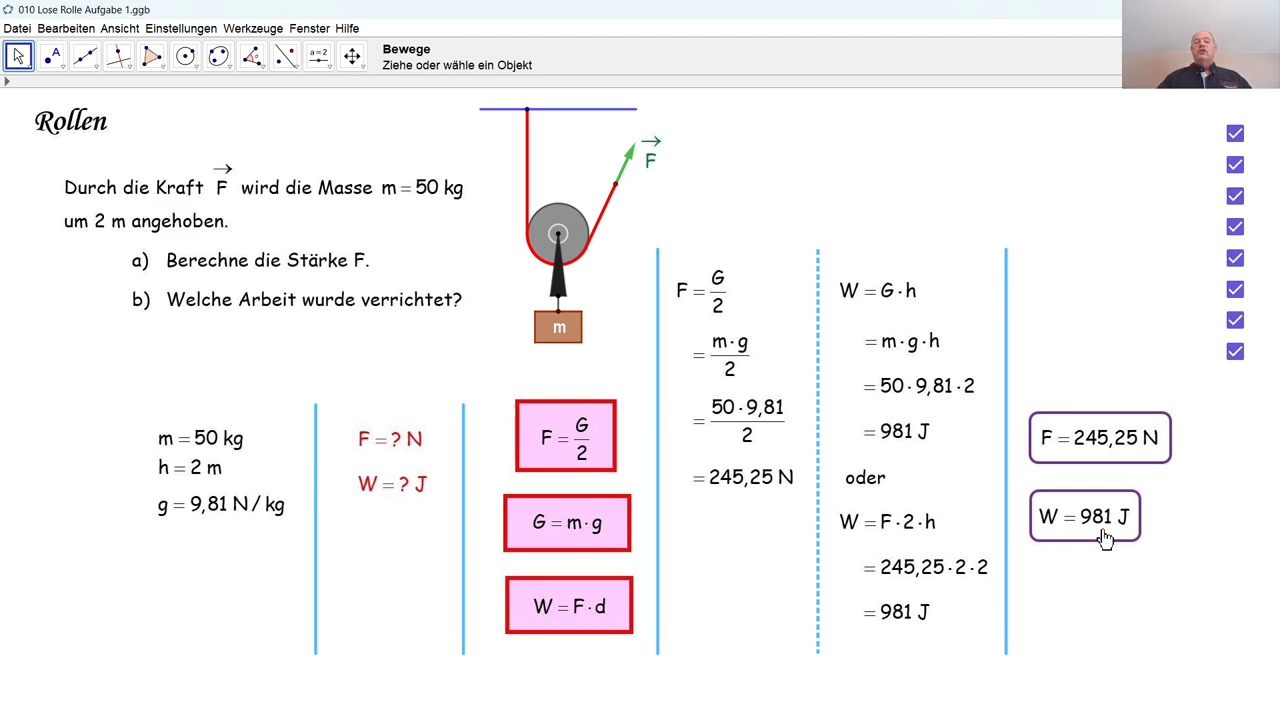 010 Lose Rolle Aufgabe 1.ggb
Datei Bearbeiten Ansicht Einstellungen Werkzeuge Fenster Hilfe
A
a = 2
Bewege
Ziehe oder wähle ein Objekt
Rollen
Durch die Kraft F⃗ wird die Masse m = 50 kg
um 2 m angehoben.
a) Berechne die Stärke F.
b) Welche Arbeit wurde verrichtet?
F⃗
m
m = 50 kg
h = 2 m
g = 9,81 N / kg
F = ? N
W = ? J
F = G/2
G = m · g
W = F · d
F = G/2
= m · g/2
= 50 · 9,81/2
= 245,25 N
W = G · h
= m · g · h
= 50 · 9,81 · 2
= 981 J
oder
W = F · 2 · h
= 245,25 · 2 · 2
= 981 J
F = 245,25 N
W = 981 J